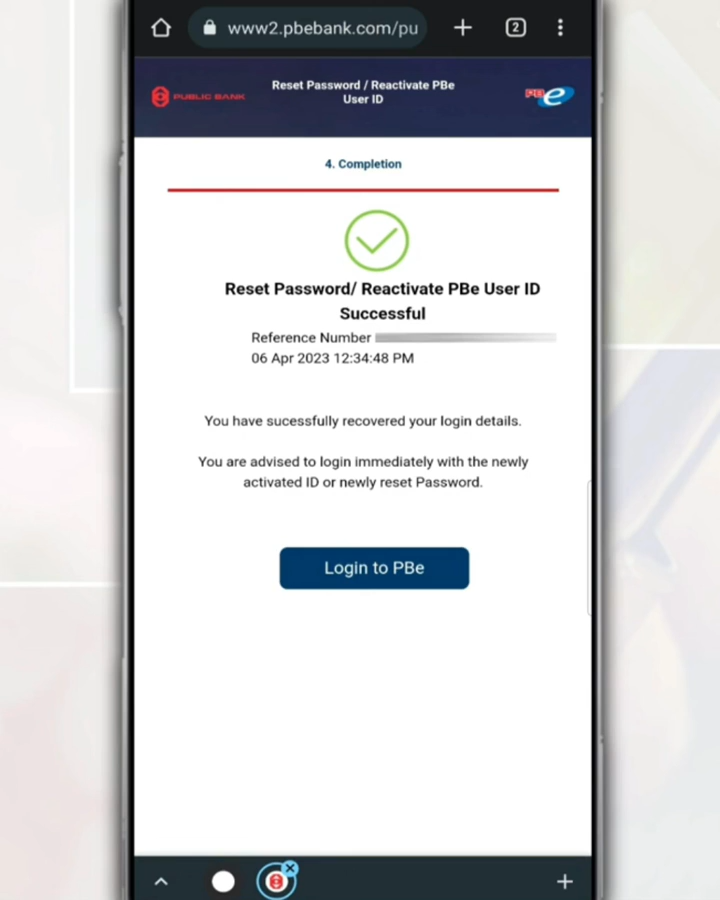 www2.pbebank.com/pu
2
PUBLIC BANK
Reset Password / Reactivate PBe
User ID
PBe
4. Completion
Reset Password/ Reactivate PBe User ID
Successful
Reference Number
06 Apr 2023 12:34:48 PM
You have sucessfully recovered your login details.
You are advised to login immediately with the newly
activated ID or newly reset Password.
Login to PBe